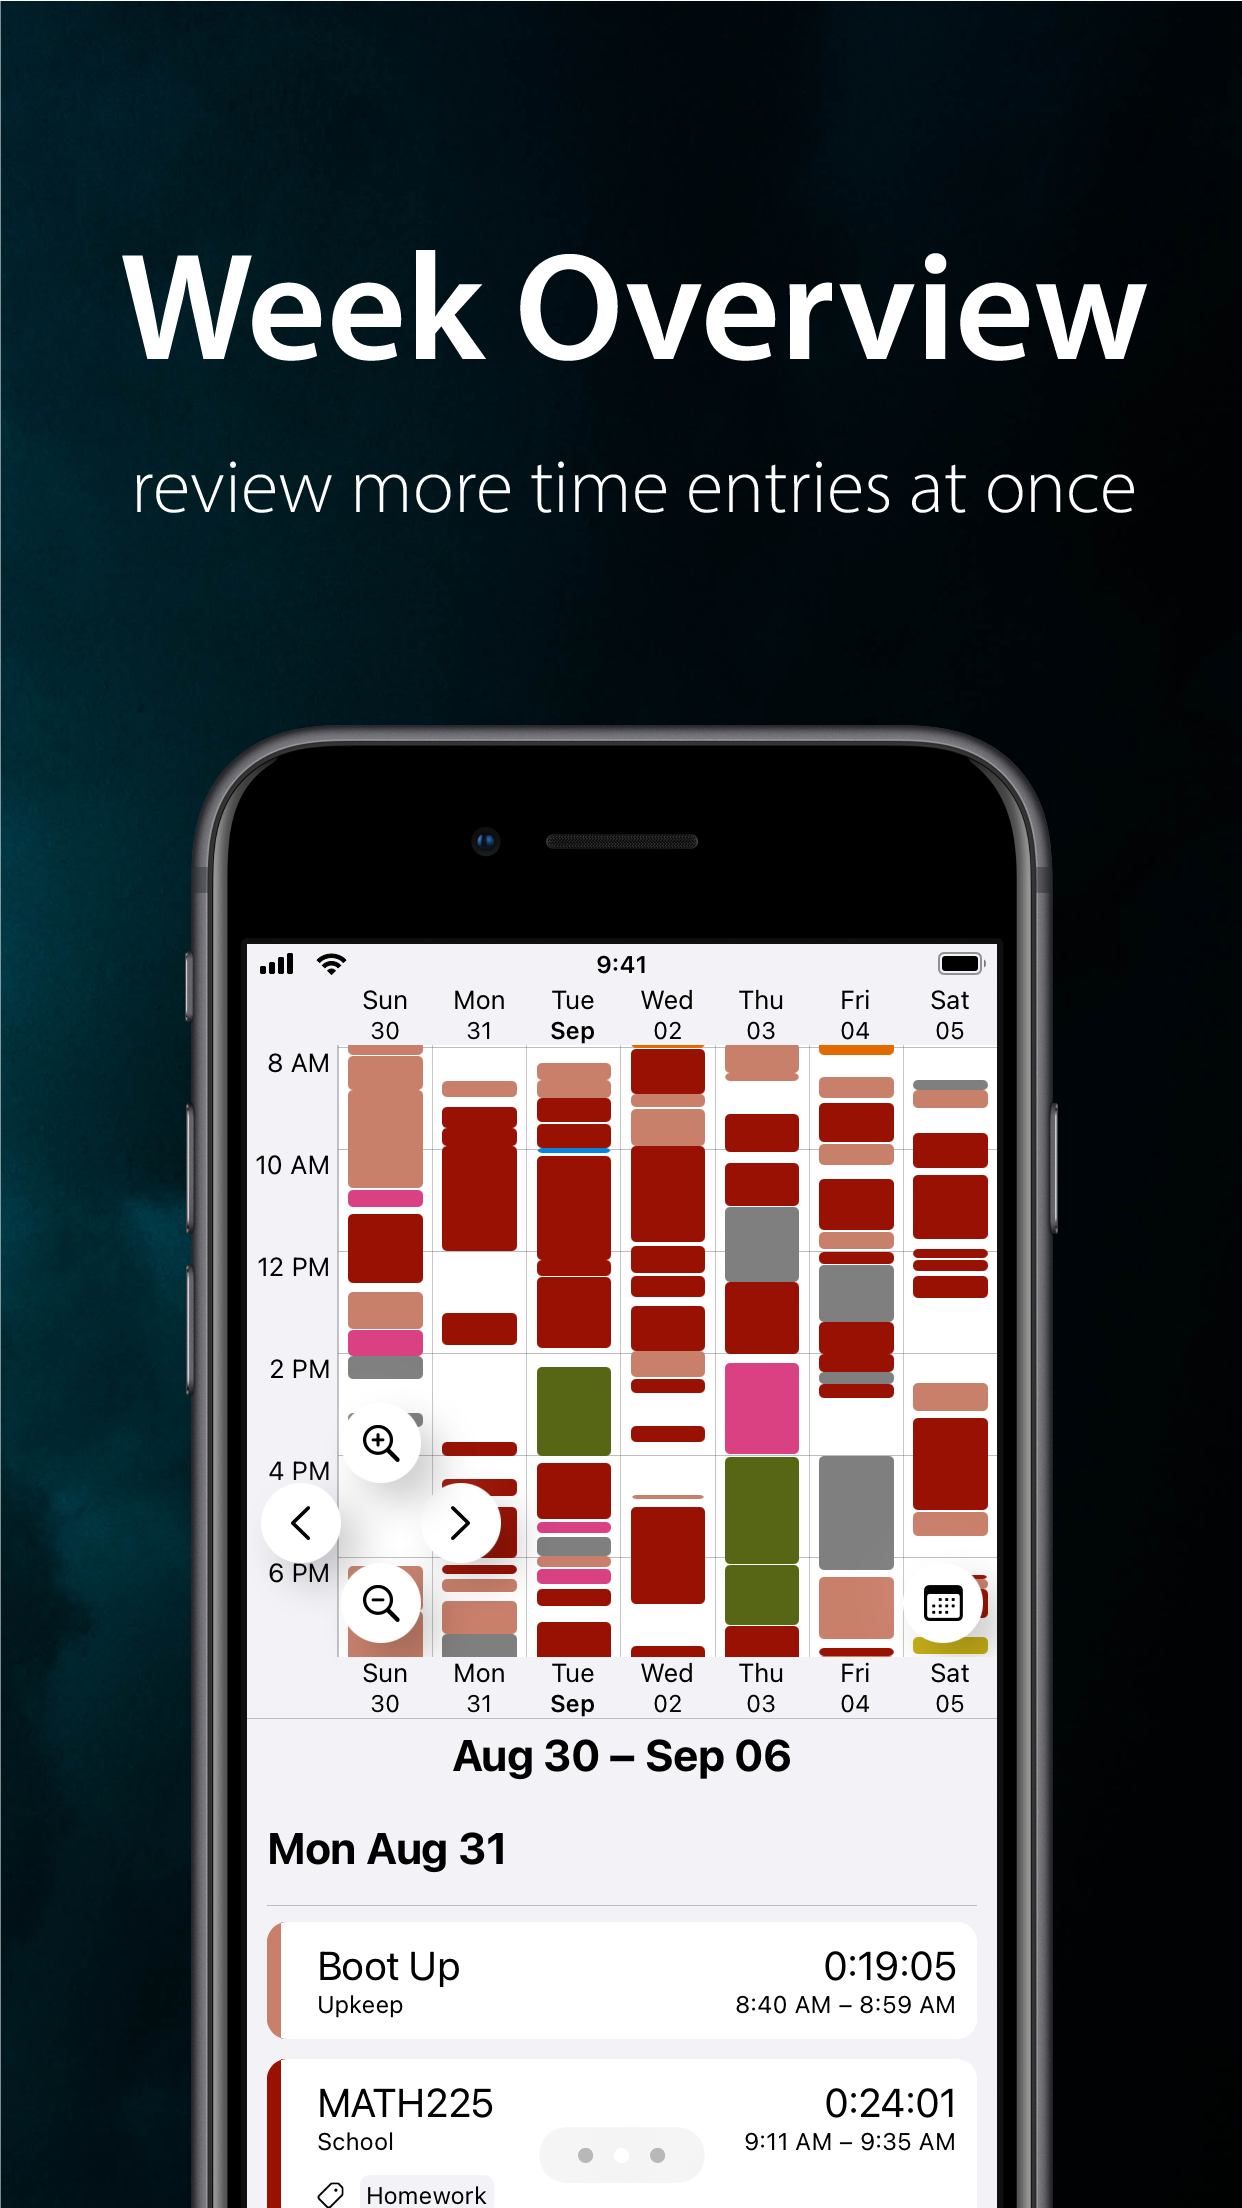 Week Overview
review more time entries at once
9:41
Sun Mon Tue Wed Thu Fri Sat
30 31 Sep 02 03 04 05
8 AM
10 AM
12 PM
2 PM
4 PM
6 PM
Sun Mon Tue Wed Thu Fri Sat
30 31 Sep 02 03 04 05
Aug 30 – Sep 06
Mon Aug 31
Boot Up 0:19:05
Upkeep 8:40 AM – 8:59 AM
MATH225 0:24:01
School 9:11 AM – 9:35 AM
Homework